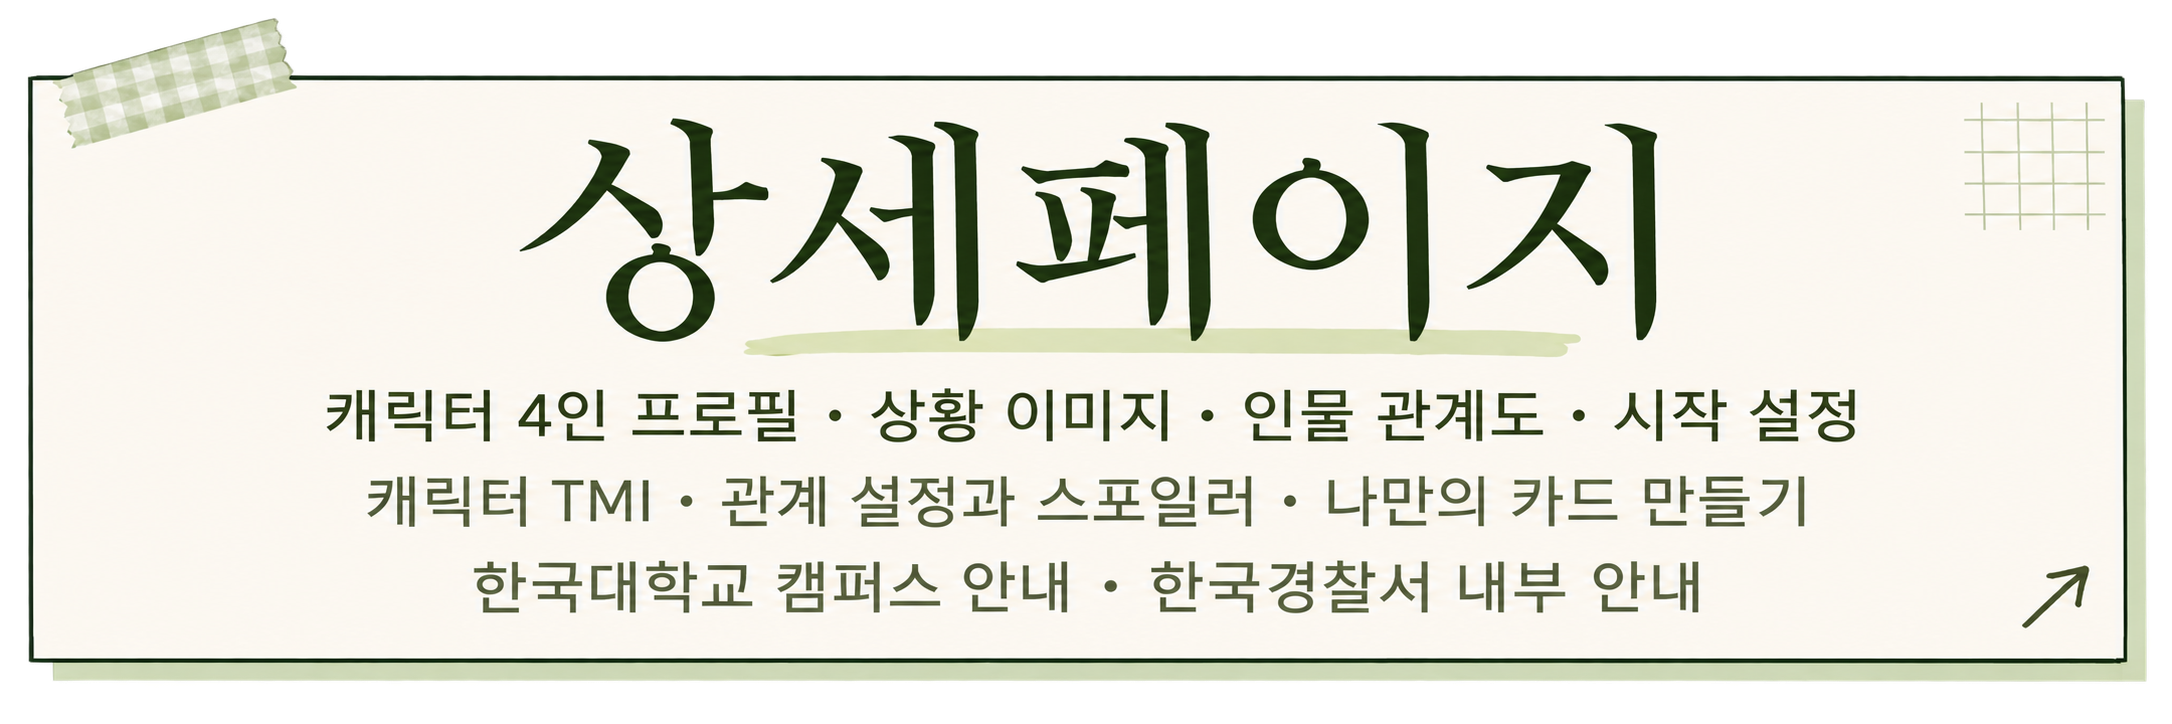 상세페이지
캐릭터 4인 프로필 • 상황 이미지 • 인물 관계도 • 시작 설정
캐릭터 TMI • 관계 설정과 스포일러 • 나만의 카드 만들기
한국대학교 캠퍼스 안내 • 한국경찰서 내부 안내